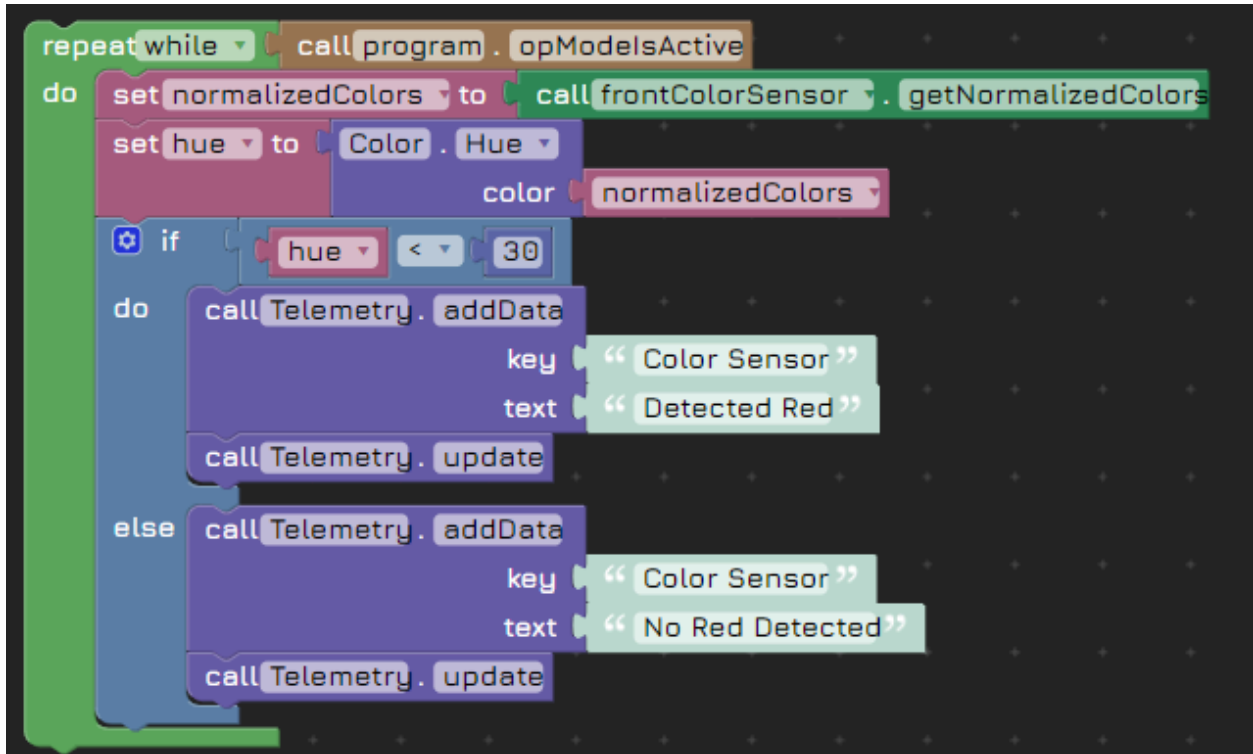 repeat while call program . opModeIsActive
do set normalizedColors to call frontColorSensor . getNormalizedColors
set hue to Color . Hue
color normalizedColors
if hue < 30
do call Telemetry . addData
key “ Color Sensor ”
text “ Detected Red ”
call Telemetry . update
else call Telemetry . addData
key “ Color Sensor ”
text “ No Red Detected ”
call Telemetry . update